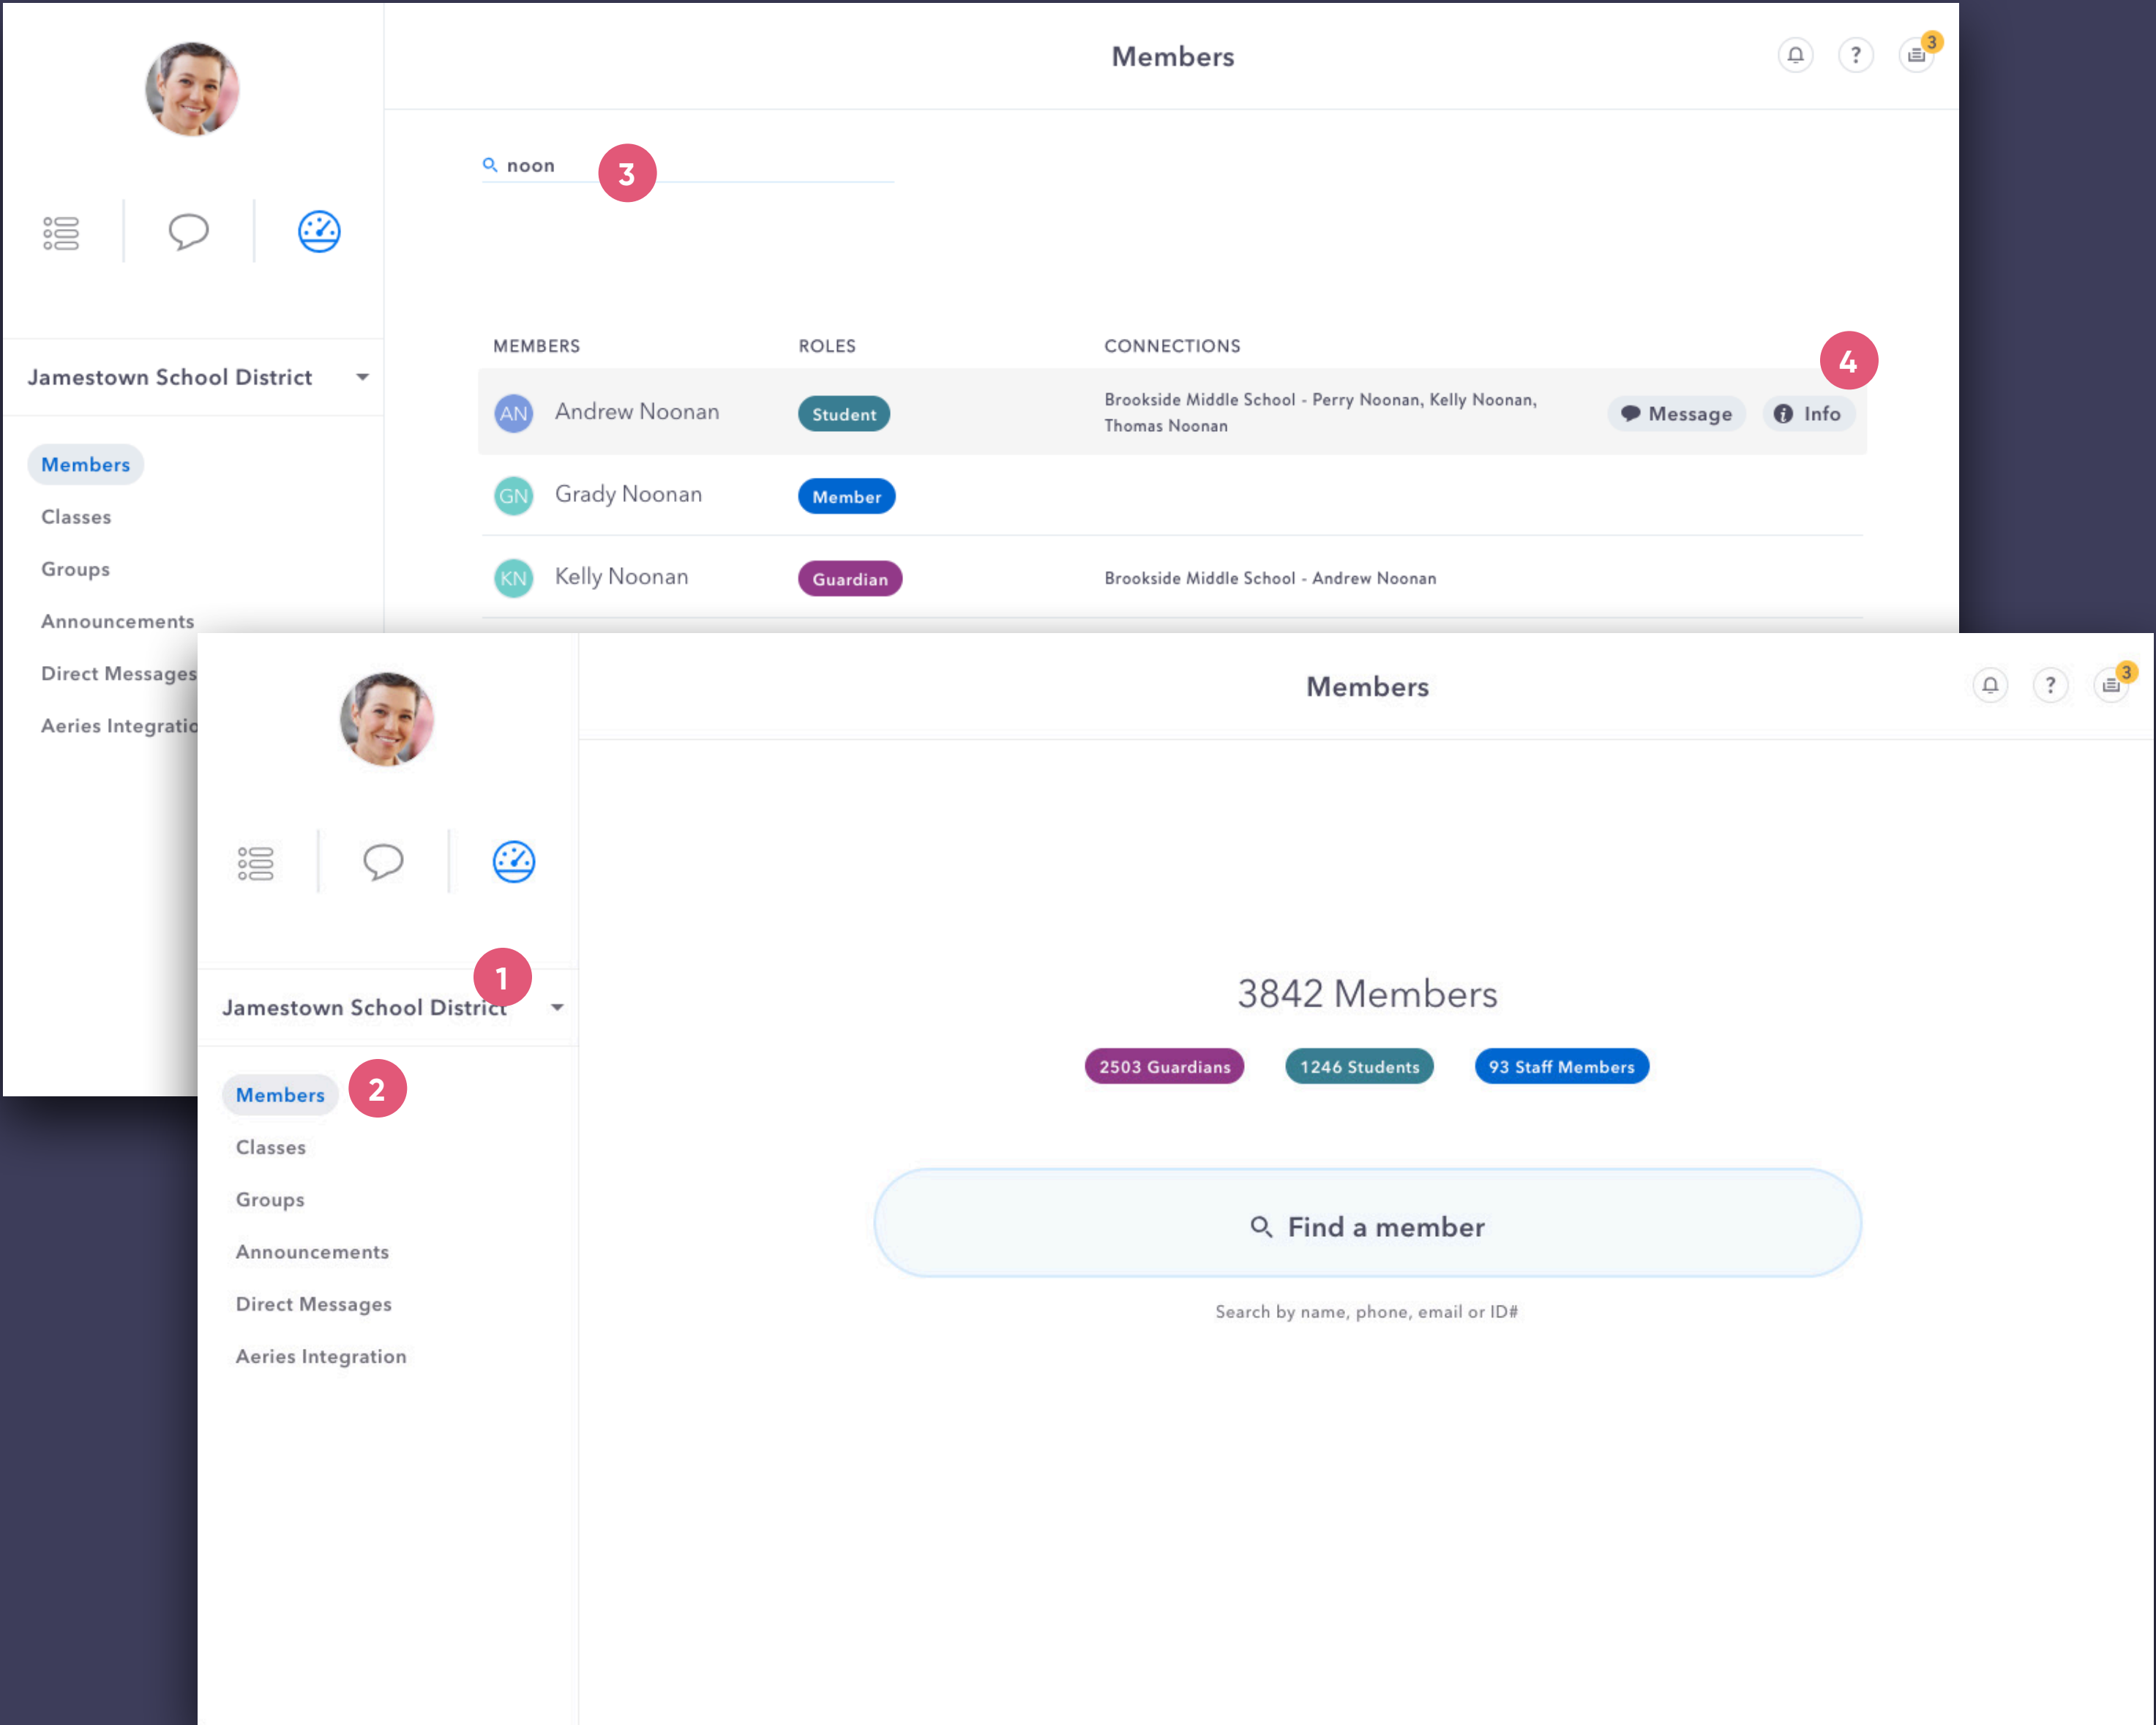 Members
?
3
noon
3
MEMBERS ROLES CONNECTIONS
4
Jamestown School District
AN Andrew Noonan Student Brookside Middle School - Perry Noonan, Kelly Noonan,
Thomas Noonan
Message Info
Members
GN Grady Noonan Member
Classes
Groups
KN Kelly Noonan Guardian Brookside Middle School - Andrew Noonan
Announcements
Direct Messages
Aeries Integratio
Members
?
3
1
Jamestown School District
Members 2
Classes
Groups
Announcements
Direct Messages
Aeries Integration
3842 Members
2503 Guardians 1246 Students 93 Staff Members
Find a member
Search by name, phone, email or ID#